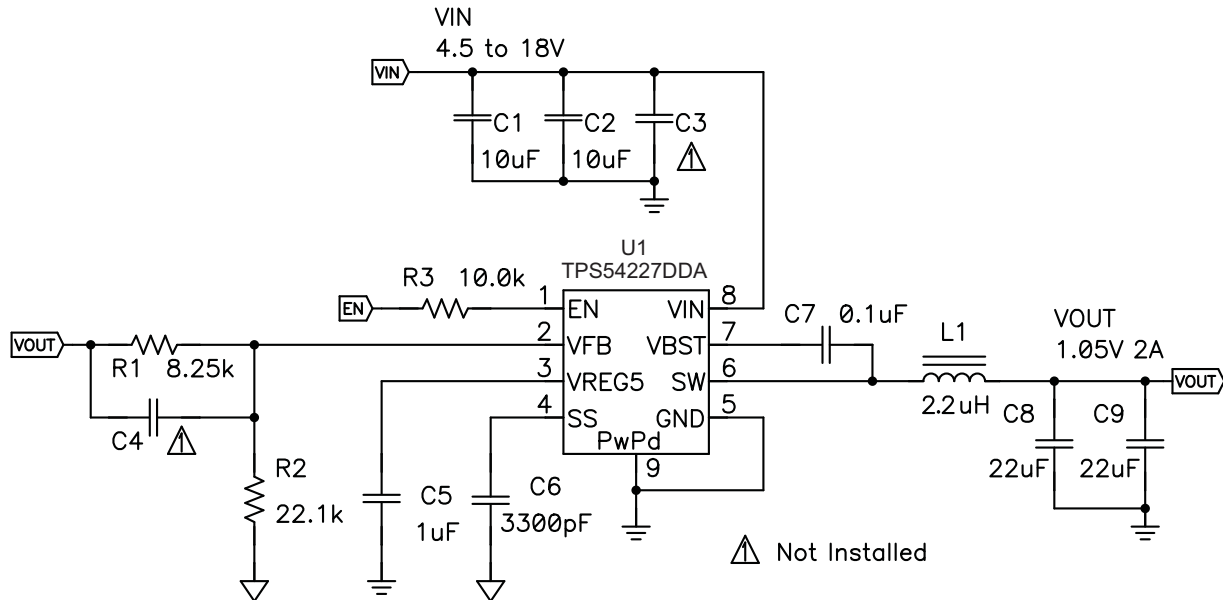 VIN
4.5 to 18V
VIN
C1
C2
C3
10uF
10uF
1
U1
TPS54227DDA
R3 10.0k
EN
1
EN
VIN
8
C7 0.1uF
VOUT
2
VFB
VBST
7
L1
VOUT
1.05V 2A
R1 8.25k
3
VREG5
SW
6
VOUT
4
SS
GND
5
2.2uH
C8
C9
C4
1
PwPd
9
R2
22.1k
C5
1uF
C6
3300pF
22uF
22uF
1 Not Installed